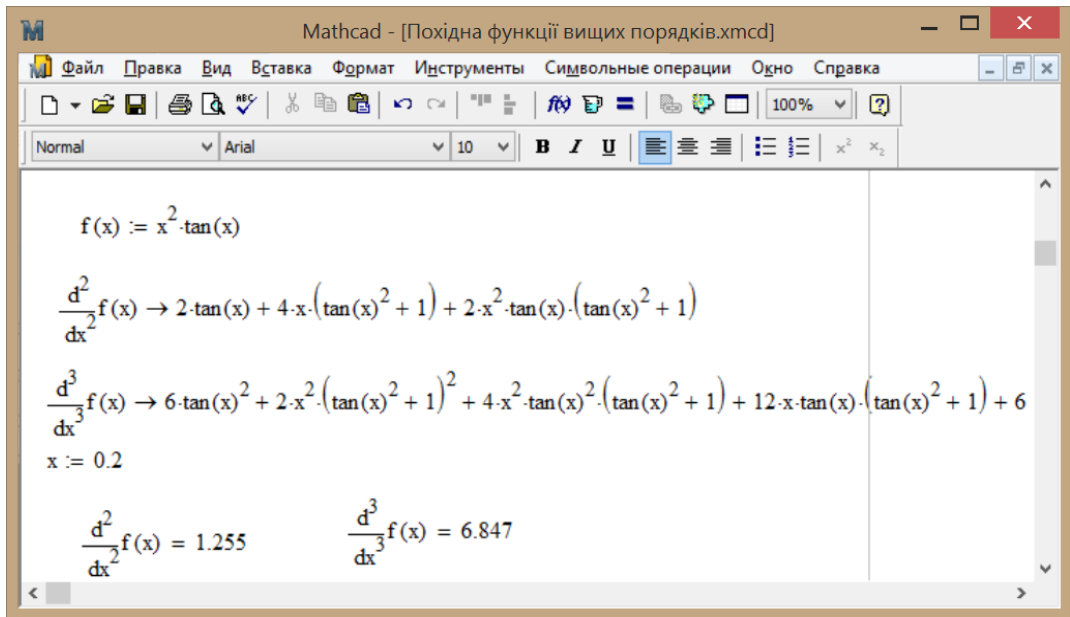 Mathcad - [Похідна функції вищих порядків.xmcd]
Файл Правка Вид Вставка Формат Инструменты Символьные операции Окно Справка
100%
Normal Arial 10 B I U x² x₂
f(x) := x²·tan(x)
d²/dx² f(x) → 2·tan(x) + 4·x·(tan(x)² + 1) + 2·x²·tan(x)·(tan(x)² + 1)
d³/dx³ f(x) → 6·tan(x)² + 2·x²·(tan(x)² + 1)² + 4·x²·tan(x)²·(tan(x)² + 1) + 12·x·tan(x)·(tan(x)² + 1) + 6
x := 0.2
d²/dx² f(x) = 1.255 d³/dx³ f(x) = 6.847